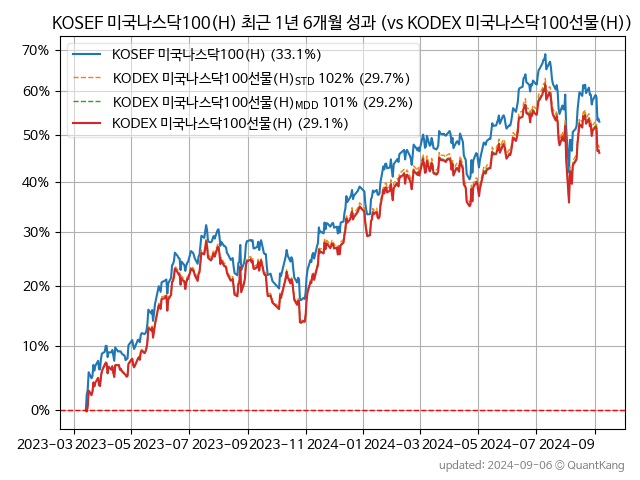 KOSEF 미국나스닥100(H) 최근 1년 6개월 성과 (vs KODEX 미국나스닥100선물(H))
KOSEF 미국나스닥100(H) (33.1%)
KODEX 미국나스닥100선물(H)STD 102% (29.7%)
KODEX 미국나스닥100선물(H)MDD 101% (29.2%)
KODEX 미국나스닥100선물(H) (29.1%)
70%
60%
50%
40%
30%
20%
10%
0%
2023-03 2023-05 2023-07 2023-09 2023-11 2024-01 2024-03 2024-05 2024-07 2024-09
updated: 2024-09-06 © QuantKang